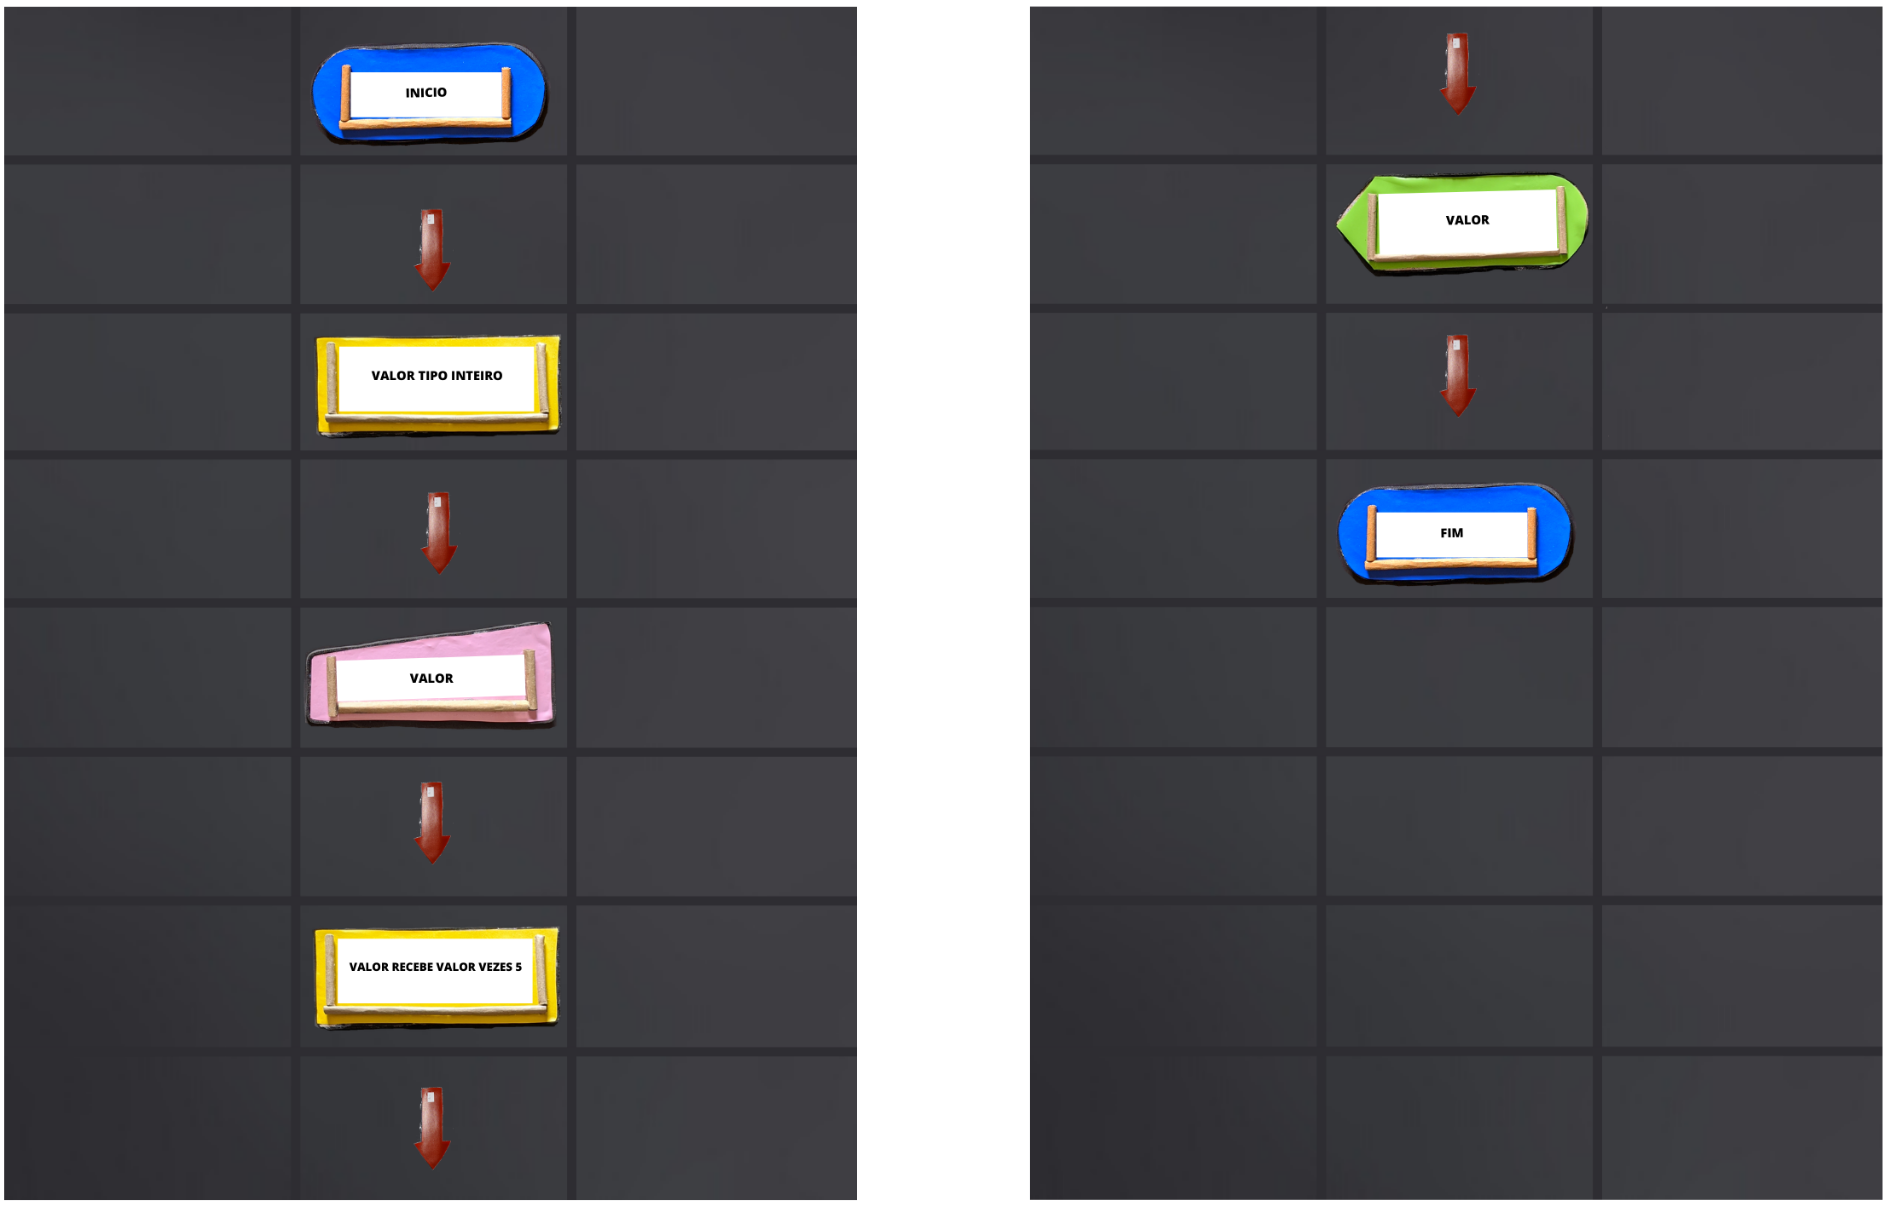 INICIO
VALOR TIPO INTEIRO
VALOR
VALOR RECEBE VALOR VEZES 5
VALOR
FIM